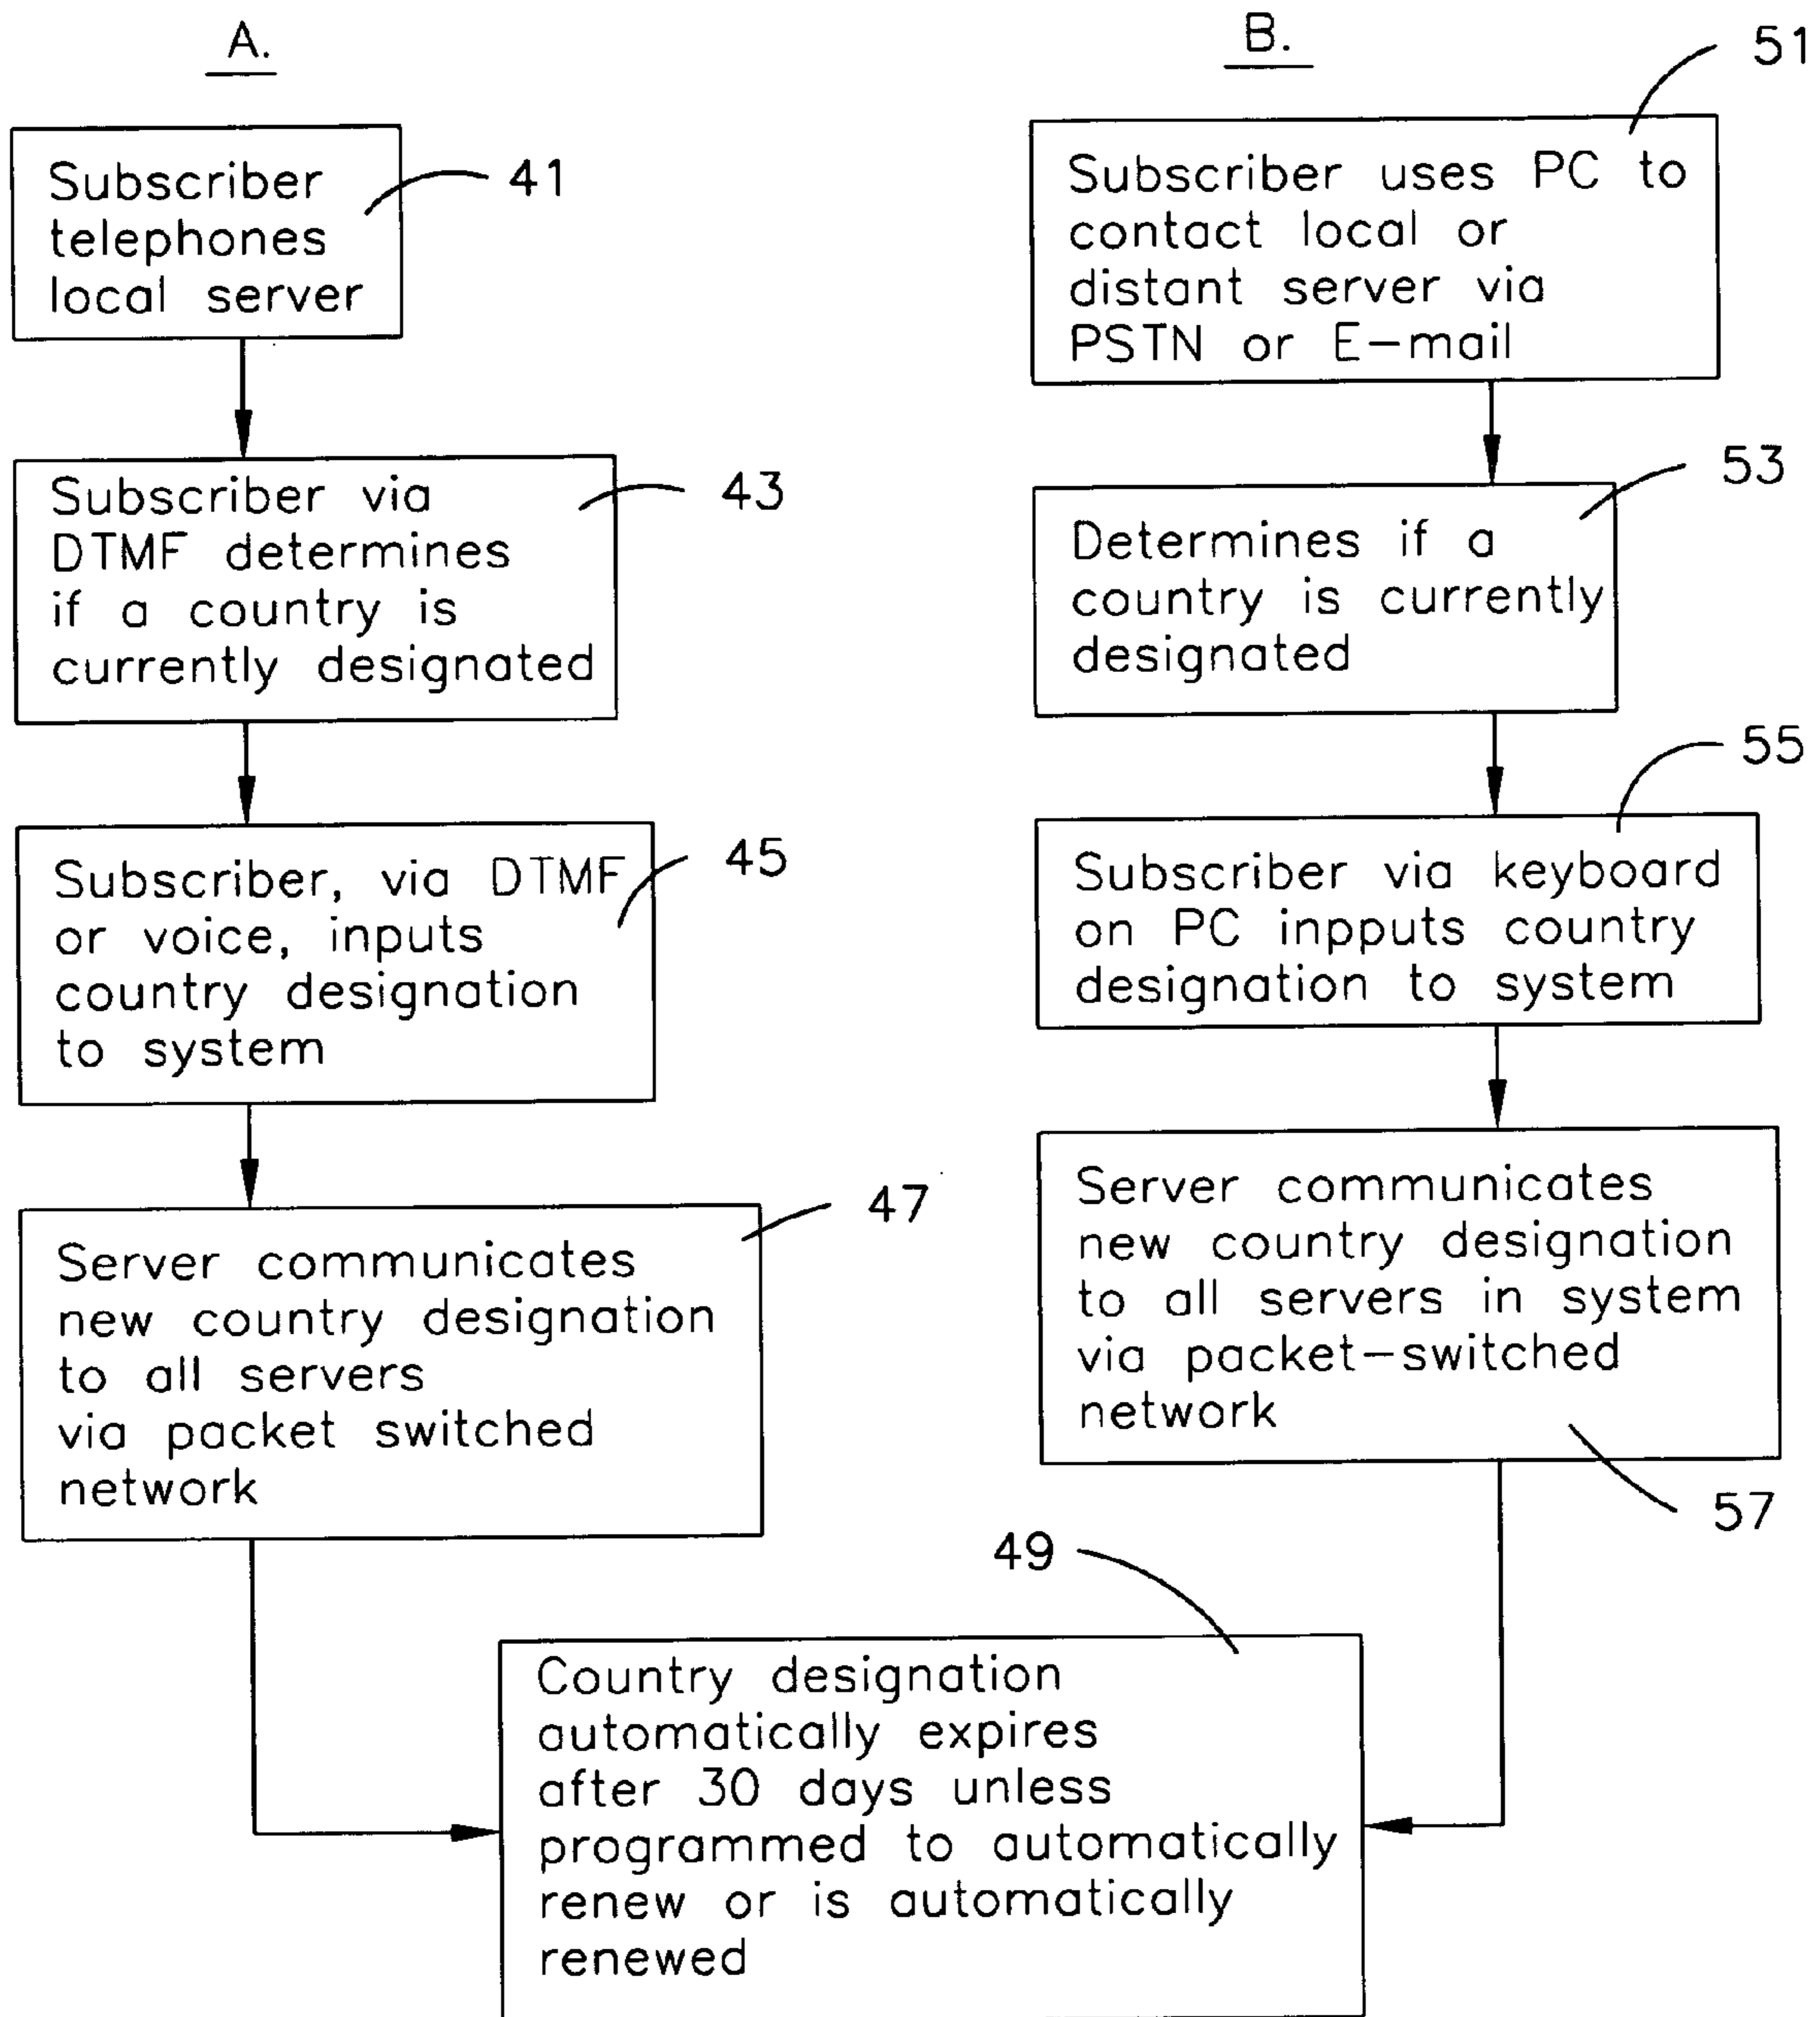 A.
Subscriber
telephones
local server
41
Subscriber via
DTMF determines
if a country is
currently designated
43
Subscriber, via DTMF
or voice, inputs
country designation
to system
45
Server communicates
new country designation
to all servers
via packet switched
network
47
B.
51
Subscriber uses PC to
contact local or
distant server via
PSTN or E-mail
53
Determines if a
country is currently
designated
55
Subscriber via keyboard
on PC inpputs country
designation to system
Server communicates
new country designation
to all servers in system
via packet-switched
network
57
49
Country designation
automatically expires
after 30 days unless
programmed to automatically
renew or is automatically
renewed